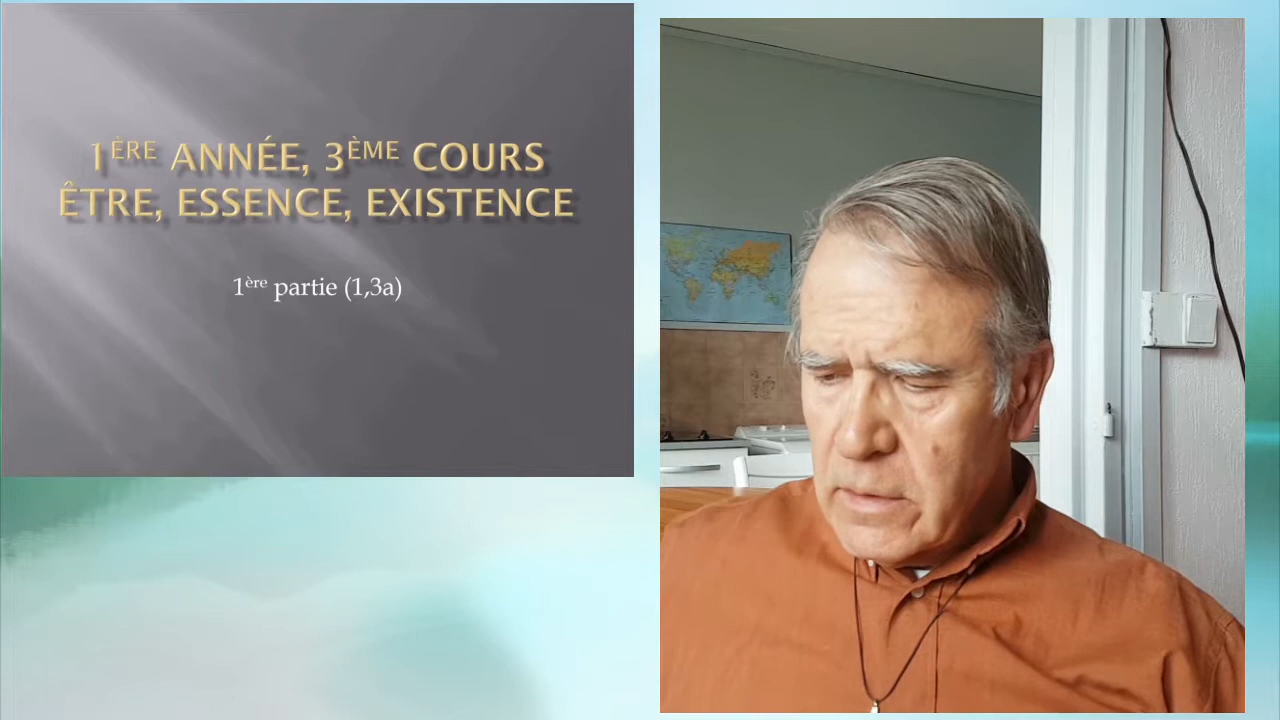 1ÈRE ANNÉE, 3ÈME COURS
ÊTRE, ESSENCE, EXISTENCE
1ère partie (1,3a)